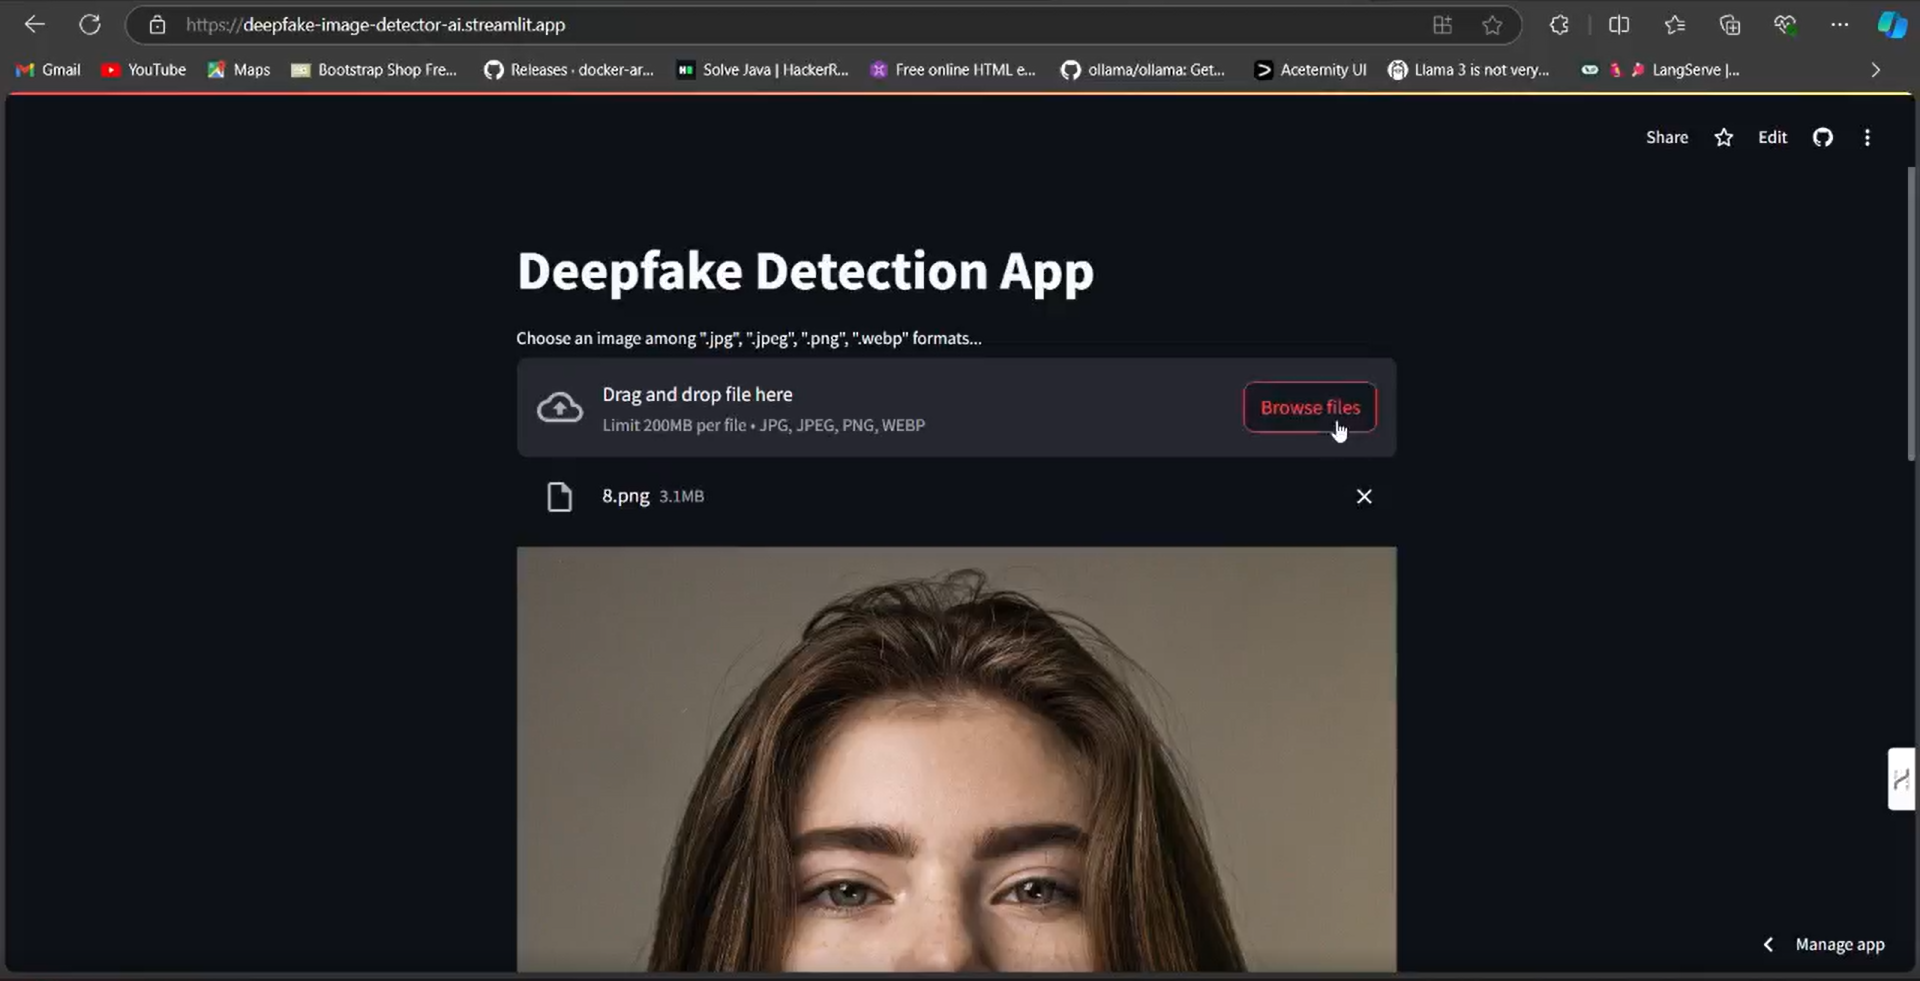 https://deepfake-image-detector-ai.streamlit.app
Gmail YouTube Maps Bootstrap Shop Fre... Releases · docker-ar... Solve Java | HackerR... Free online HTML e... ollama/ollama: Get... Aceternity UI Llama 3 is not very... LangServe |...
Share Edit
Deepfake Detection App
Choose an image among ".jpg", ".jpeg", ".png", ".webp" formats...
Drag and drop file here
Limit 200MB per file • JPG, JPEG, PNG, WEBP
Browse files
8.png 3.1MB
Manage app